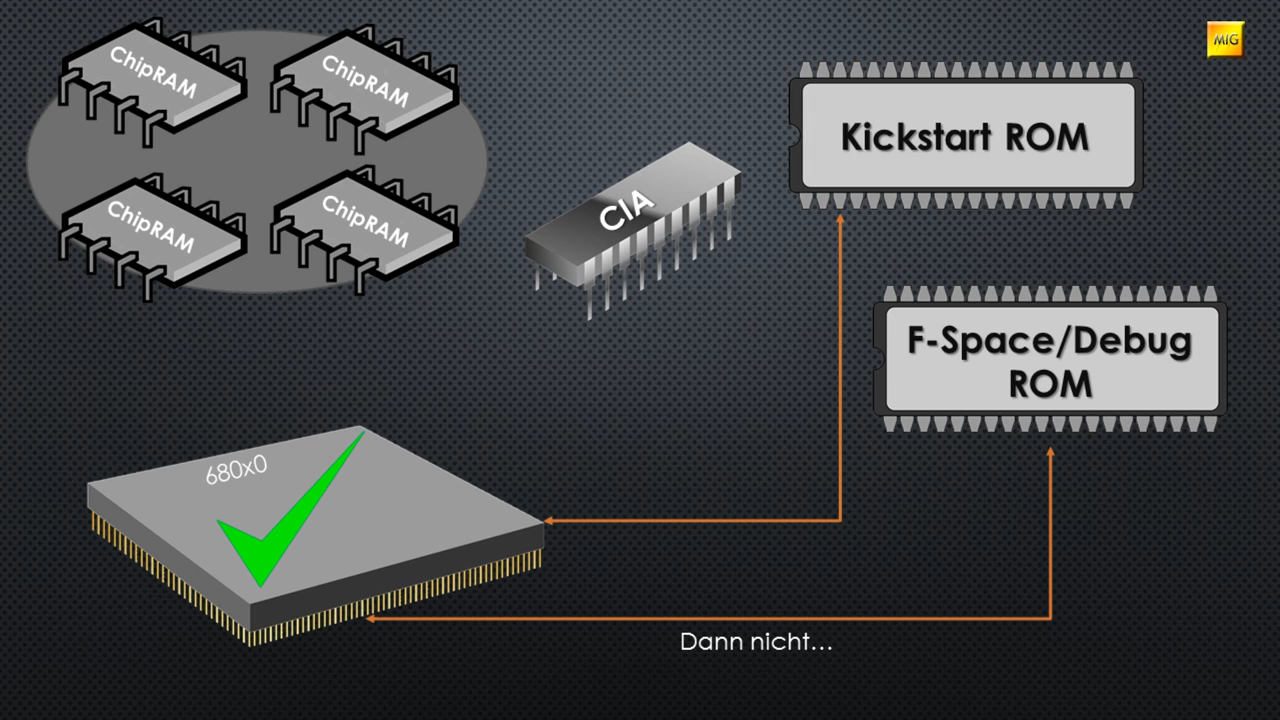 ChipRAM
ChipRAM
MIG
Kickstart ROM
ChipRAM
ChipRAM
CIA
F-Space/Debug
ROM
680x0
Dann nicht...